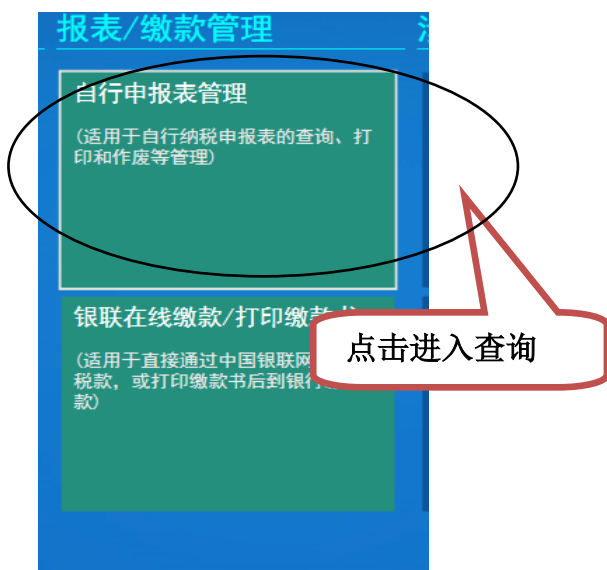 报表/缴款管理
自行申报表管理
(适用于自行纳税申报表的查询、打
印和作废等管理)
银联在线缴款/打印缴款书
(适用于直接通过中国银联网
税款, 或打印缴款书后到银行
款)
点击进入查询